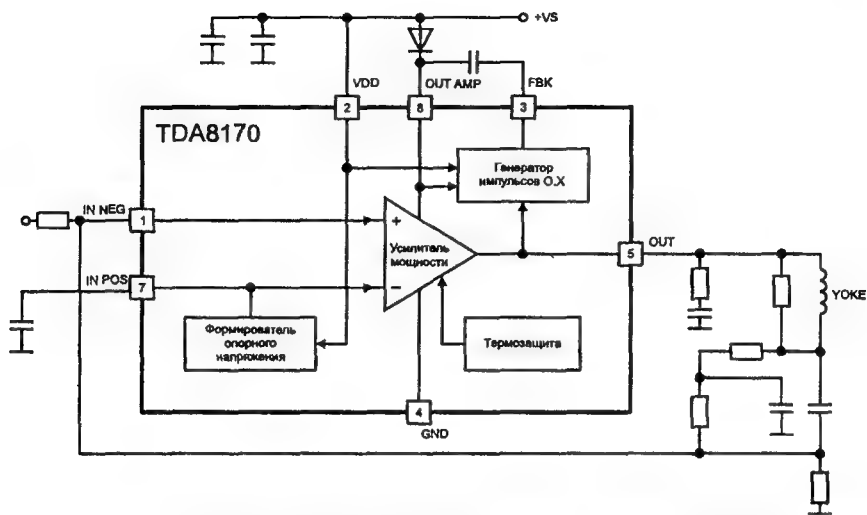 +VS
VDD
OUT AMP
FBK
2
8
3
TDA8170
Генератор
импульсов О.Х
IN NEG
1
+
Усилитель
мощности
OUT
5
YOKE
IN POS
7
−
Формирователь
опорного
напряжения
Термозащита
4
GND